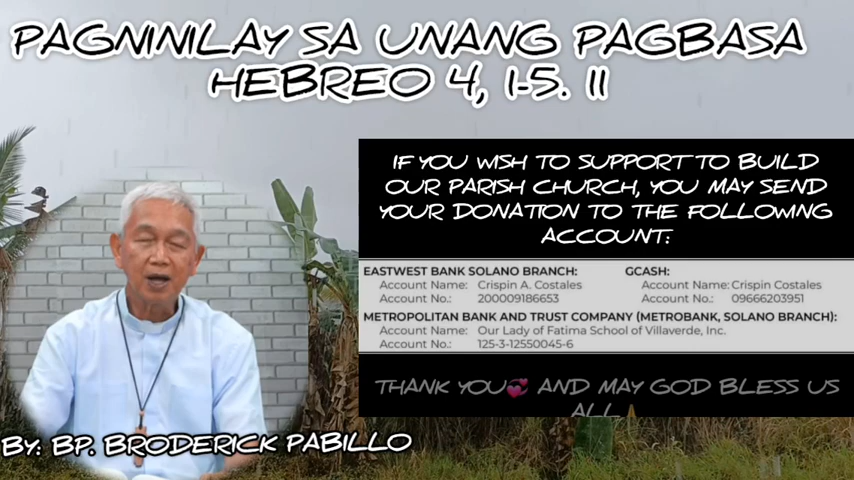 PAGNINILAY SA UNANG PAGBASA
HEBREO 4, 1-5. 11
IF YOU WISH TO SUPPORT TO BUILD
OUR PARISH CHURCH, YOU MAY SEND
YOUR DONATION TO THE FOLLOWING
ACCOUNT:
EASTWEST BANK SOLANO BRANCH:
Account Name: Crispin A. Costales
Account No.: 200009186653
GCASH:
Account Name: Crispin Costales
Account No.: 09666203951
METROPOLITAN BANK AND TRUST COMPANY (METROBANK, SOLANO BRANCH):
Account Name: Our Lady of Fatima School of Villaverde, Inc.
Account No.: 125-3-12550045-6
THANK YOU💞 AND MAY GOD BLESS US
ALL
BY: BP. BRODERICK PABILLO